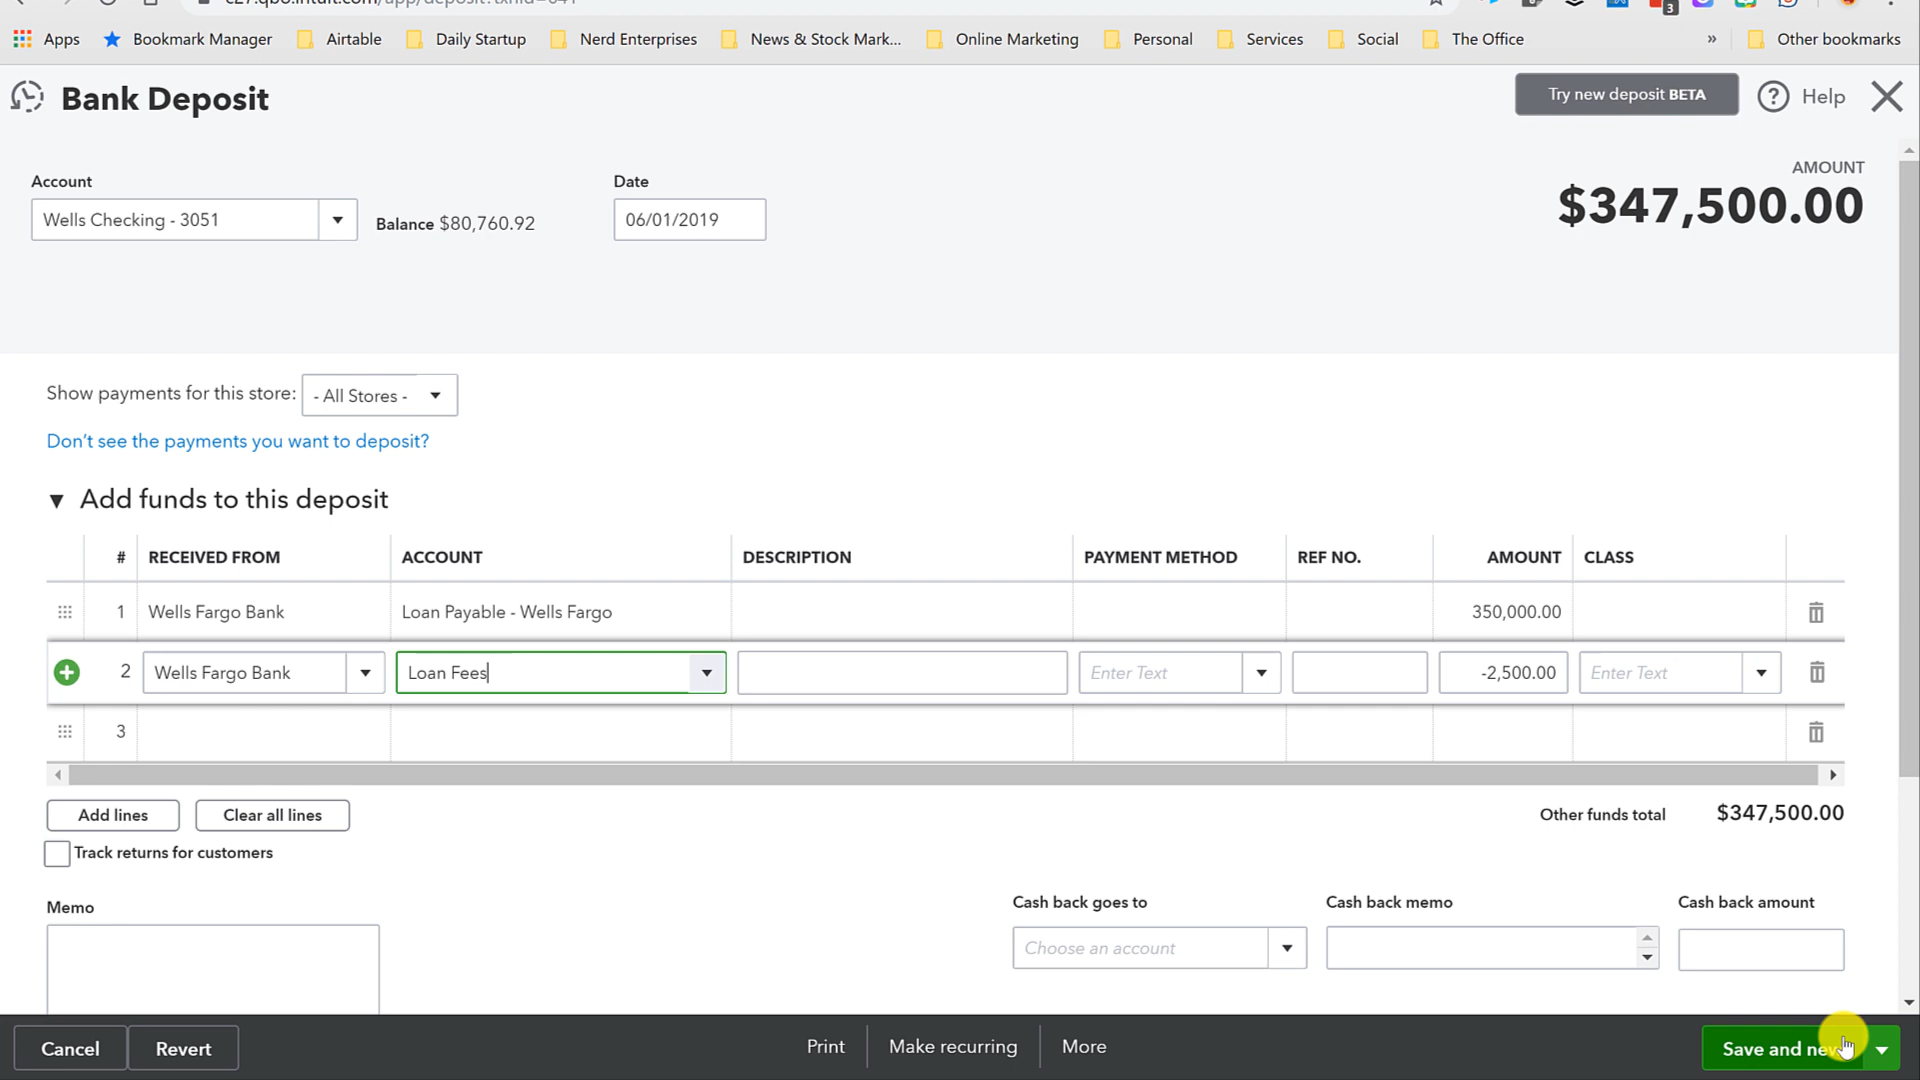 Apps Bookmark Manager Airtable Daily Startup Nerd Enterprises News & Stock Mark... Online Marketing Personal Services Social The Office » Other bookmarks
3
Bank Deposit
Try new deposit BETA ? Help
AMOUNT
$347,500.00
Account Date
Wells Checking - 3051 Balance $80,760.92 06/01/2019
Show payments for this store: - All Stores -
Don't see the payments you want to deposit?
Add funds to this deposit
# RECEIVED FROM ACCOUNT DESCRIPTION PAYMENT METHOD REF NO. AMOUNT CLASS
1 Wells Fargo Bank Loan Payable - Wells Fargo 350,000.00
2 Wells Fargo Bank Loan Fees Enter Text -2,500.00 Enter Text
3
Add lines Clear all lines Other funds total $347,500.00
Track returns for customers
Memo Cash back goes to Cash back memo Cash back amount
Choose an account
Cancel Revert Print Make recurring More Save and new